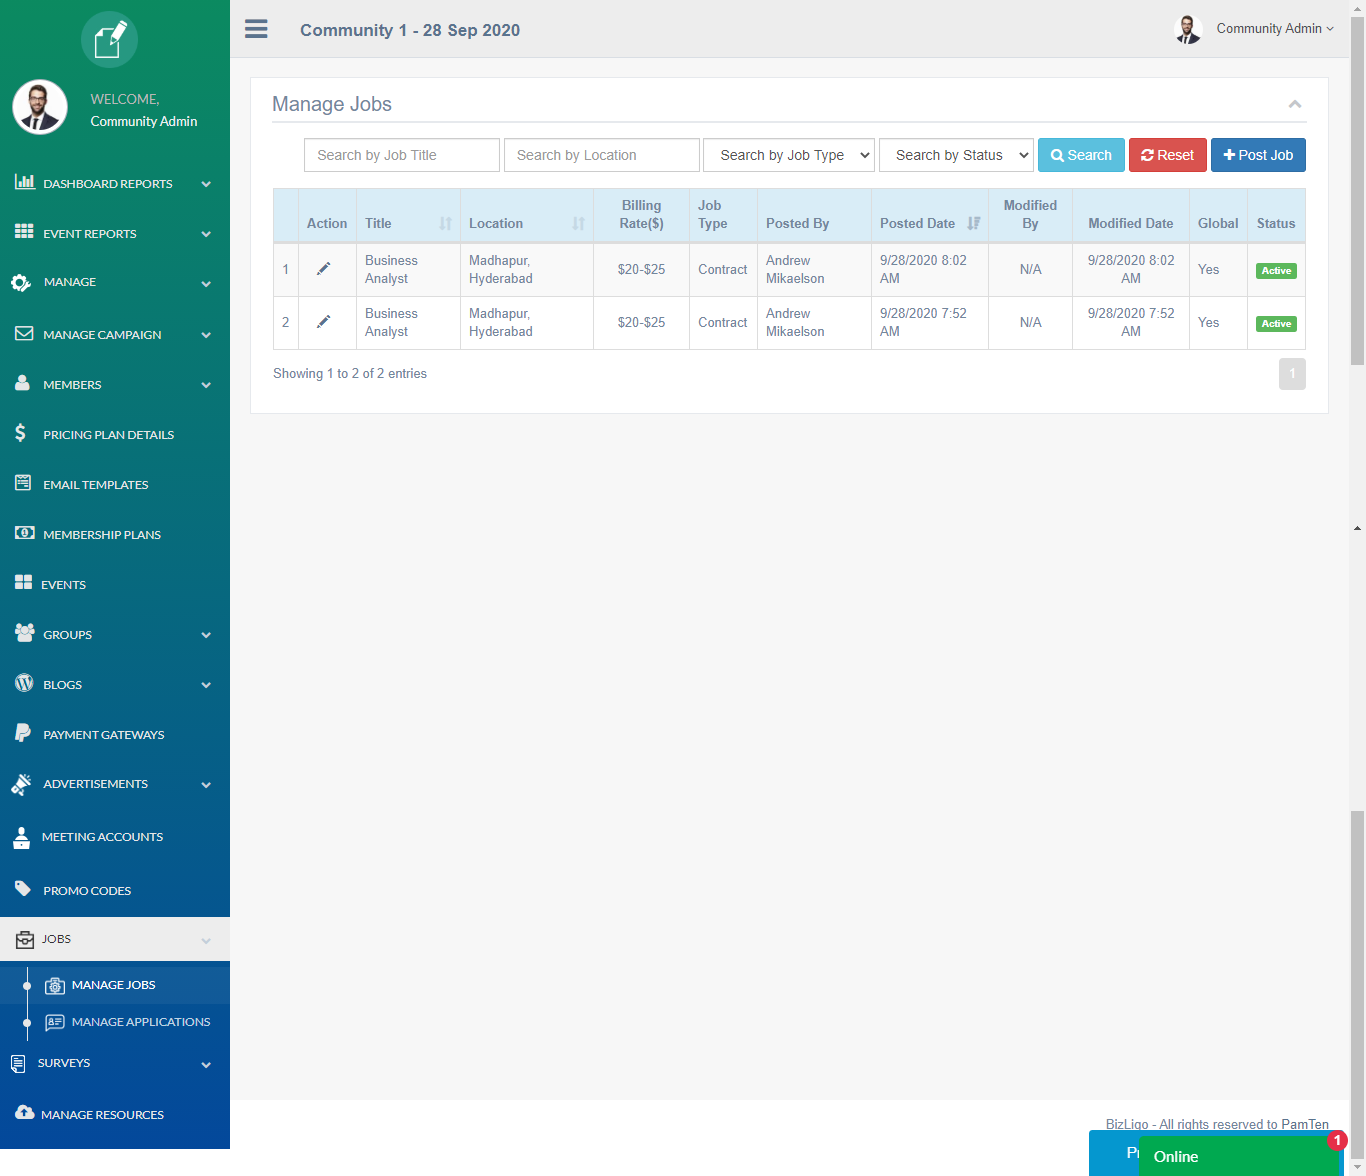 Community 1 - 28 Sep 2020
Community Admin
WELCOME,
Community Admin
DASHBOARD REPORTS
EVENT REPORTS
MANAGE
MANAGE CAMPAIGN
MEMBERS
PRICING PLAN DETAILS
EMAIL TEMPLATES
MEMBERSHIP PLANS
EVENTS
GROUPS
BLOGS
PAYMENT GATEWAYS
ADVERTISEMENTS
MEETING ACCOUNTS
PROMO CODES
JOBS
MANAGE JOBS
MANAGE APPLICATIONS
SURVEYS
MANAGE RESOURCES
Manage Jobs
Search by Job Title Search by Location Search by Job Type Search by Status Search Reset Post Job
Action Title Location Billing Rate($) Job Type Posted By Posted Date Modified By Modified Date Global Status
1 Business Analyst Madhapur, Hyderabad $20-$25 Contract Andrew Mikaelson 9/28/2020 8:02 AM N/A 9/28/2020 8:02 AM Yes Active
2 Business Analyst Madhapur, Hyderabad $20-$25 Contract Andrew Mikaelson 9/28/2020 7:52 AM N/A 9/28/2020 7:52 AM Yes Active
Showing 1 to 2 of 2 entries
1
BizLigo - All rights reserved to PamTen
Online
1